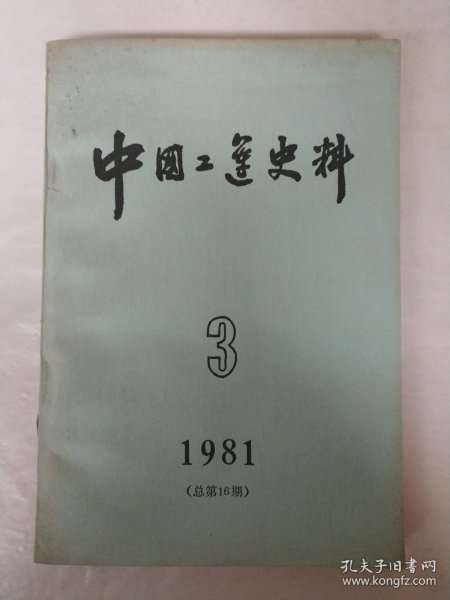 中国工运史料
3
1981
(总第16期)
孔夫子旧书网
www.kongfz.com